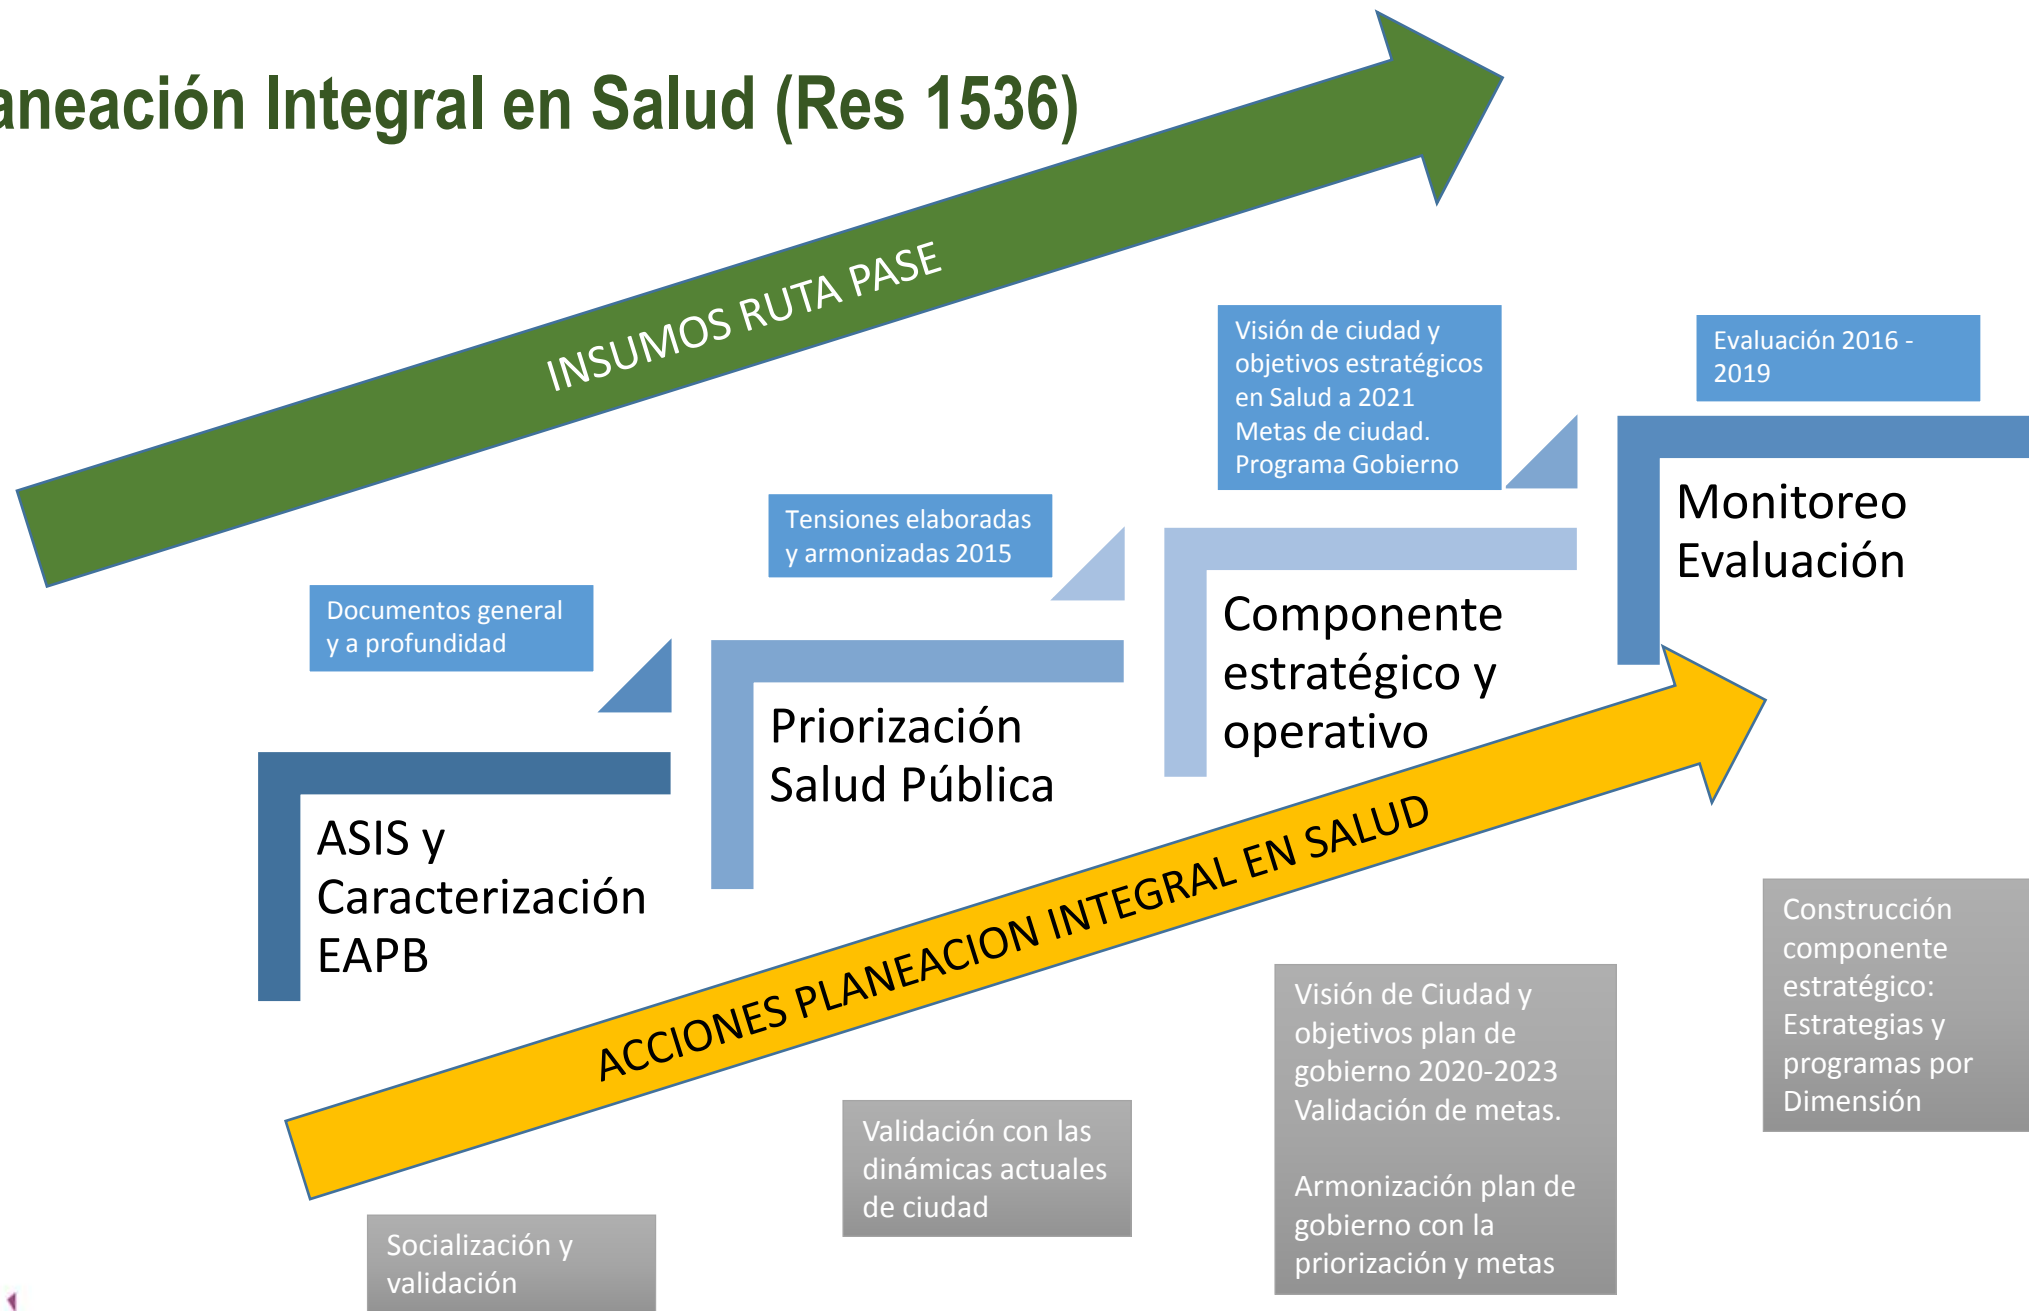 aneación Integral en Salud (Res 1536)
INSUMOS RUTA PASE
Visión de ciudad y
objetivos estratégicos
en Salud a 2021
Metas de ciudad.
Programa Gobierno
Evaluación 2016 -
2019
Tensiones elaboradas
y armonizadas 2015
Documentos general
y a profundidad
Monitoreo
Evaluación
Componente
estratégico y
operativo
Priorización
Salud Pública
ASIS y
Caracterización
EAPB
ACCIONES PLANEACION INTEGRAL EN SALUD
Construcción
componente
estratégico:
Estrategias y
programas por
Dimensión
Visión de Ciudad y
objetivos plan de
gobierno 2020-2023
Validación de metas.
Armonización plan de
gobierno con la
priorización y metas
Validación con las
dinámicas actuales
de ciudad
Socialización y
validación